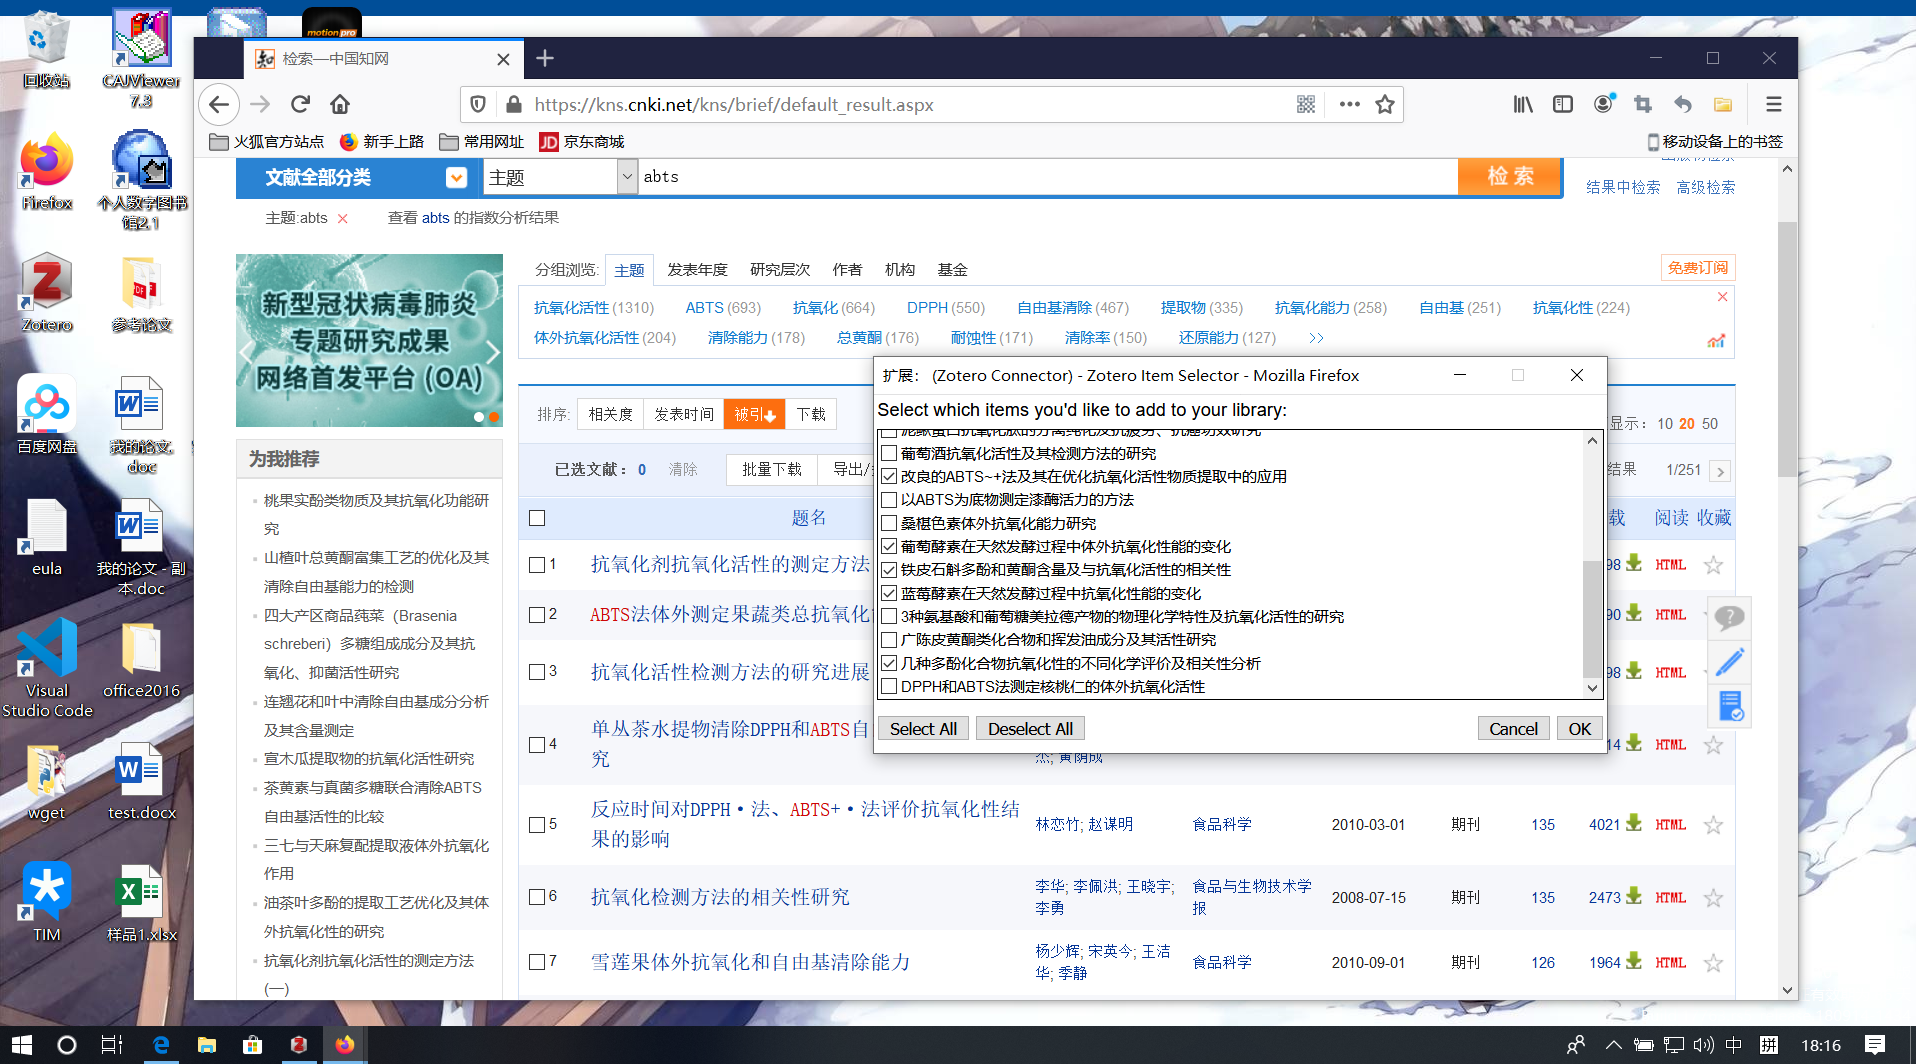 回收站
CAJViewer
7.3
motionpro
Firefox
个人数字图书
馆2.1
Zotero
参考论文
百度网盘
我的论文.
doc
eula
我的论文 - 副
本.doc
Visual
Studio Code
office2016
wget
test.docx
TIM
样品1.xlsx
检索—中国知网
https://kns.cnki.net/kns/brief/default_result.aspx
火狐官方站点
新手上路
常用网址
JD 京东商城
移动设备上的书签
文献全部分类
主题
abts
检 索
结果中检索 高级检索
主题:abts
查看 abts 的指数分析结果
新型冠状病毒肺炎
专题研究成果
网络首发平台 (OA)
分组浏览: 主题 发表年度 研究层次 作者 机构 基金
免费订阅
抗氧化活性 (1310) ABTS (693) 抗氧化 (664) DPPH (550) 自由基清除 (467) 提取物 (335) 抗氧化能力 (258) 自由基 (251) 抗氧化性 (224)
体外抗氧化活性 (204) 清除能力 (178) 总黄酮 (176) 耐蚀性 (171) 清除率 (150) 还原能力 (127) >>
排序: 相关度 发表时间 被引 下载
显示: 10 20 50
已选文献: 0 清除 批量下载 导出/
结果 1/251
题名
载 阅读 收藏
1 抗氧化剂抗氧化活性的测定方法
98 HTML
2 ABTS法体外测定果蔬类总抗氧化
90 HTML
3 抗氧化活性检测方法的研究进展
98 HTML
4 单丛茶水提物清除DPPH和ABTS自
究
14 HTML
5 反应时间对DPPH·法、ABTS+·法评价抗氧化性结
果的影响
林恋竹; 赵谋明 食品科学 2010-03-01 期刊 135 4021 HTML
6 抗氧化检测方法的相关性研究
李华; 李佩洪; 王晓宇;
李勇
食品与生物技术学
报
2008-07-15 期刊 135 2473 HTML
7 雪莲果体外抗氧化和自由基清除能力
杨少辉; 宋英今; 王洁
华; 季静
食品科学 2010-09-01 期刊 126 1964 HTML
为我推荐
桃果实酚类物质及其抗氧化功能研
究
山楂叶总黄酮富集工艺的优化及其
清除自由基能力的检测
四大产区商品莼菜（Brasenia
schreberi）多糖组成成分及其抗
氧化、抑菌活性研究
连翘花和叶中清除自由基成分分析
及其含量测定
宣木瓜提取物的抗氧化活性研究
茶黄素与真菌多糖联合清除ABTS
自由基活性的比较
三七与天麻复配提取液体外抗氧化
作用
油茶叶多酚的提取工艺优化及其体
外抗氧化性的研究
抗氧化剂抗氧化活性的测定方法
(一)
扩展： (Zotero Connector) - Zotero Item Selector - Mozilla Firefox
Select which items you'd like to add to your library:
葡萄酒抗氧化活性及其检测方法的研究
改良的ABTS~+法及其在优化抗氧化活性物质提取中的应用
以ABTS为底物测定漆酶活力的方法
桑椹色素体外抗氧化能力研究
葡萄酵素在天然发酵过程中体外抗氧化性能的变化
铁皮石斛多酚和黄酮含量及与抗氧化活性的相关性
蓝莓酵素在天然发酵过程中抗氧化性能的变化
3种氨基酸和葡萄糖美拉德产物的物理化学特性及抗氧化活性的研究
广陈皮黄酮类化合物和挥发油成分及其活性研究
几种多酚化合物抗氧化性的不同化学评价及相关性分析
DPPH和ABTS法测定核桃仁的体外抗氧化活性
Select All Deselect All Cancel OK
中 拼 18:16